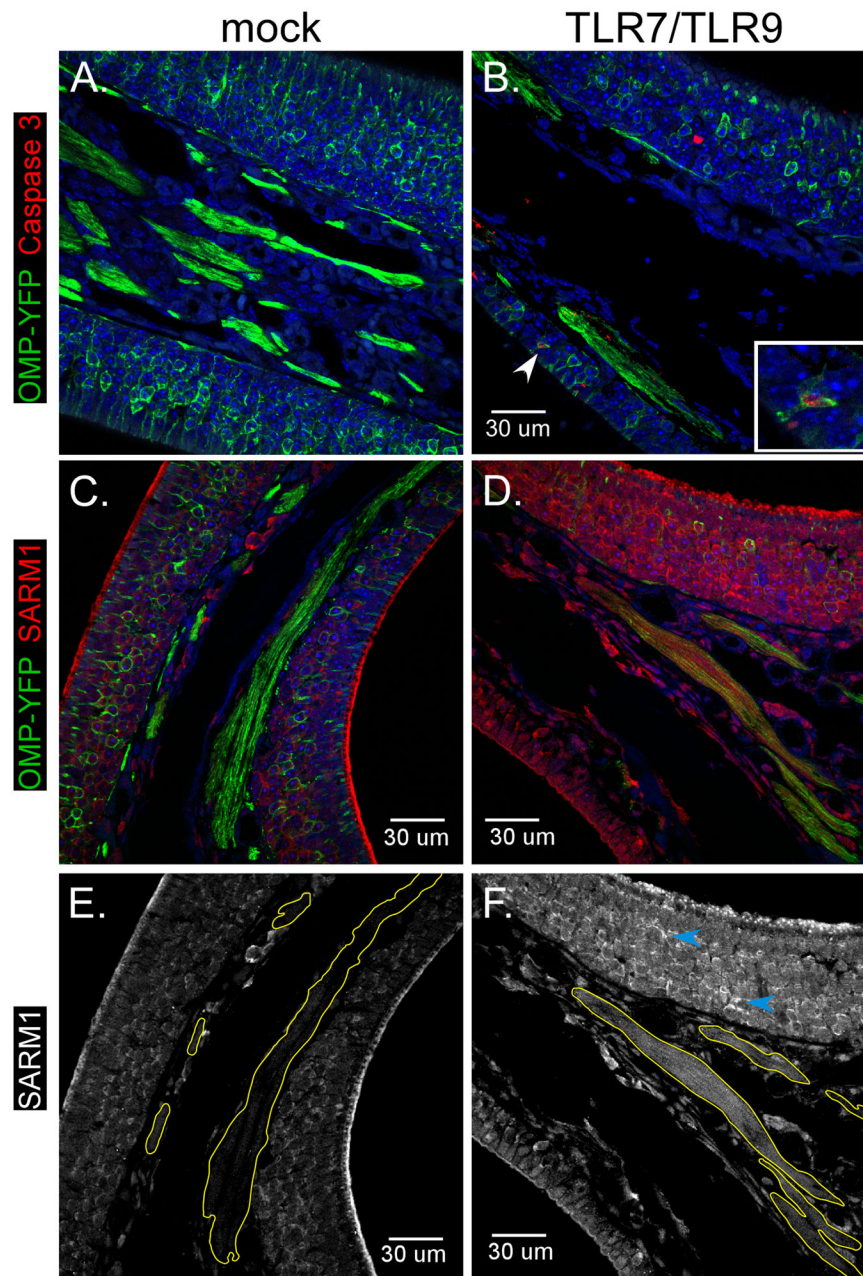 mock
TLR7/TLR9
OMP-YFP Caspase 3
A.
B.
30 um
OMP-YFP SARM1
C.
D.
30 um
30 um
SARM1
E.
F.
30 um
30 um